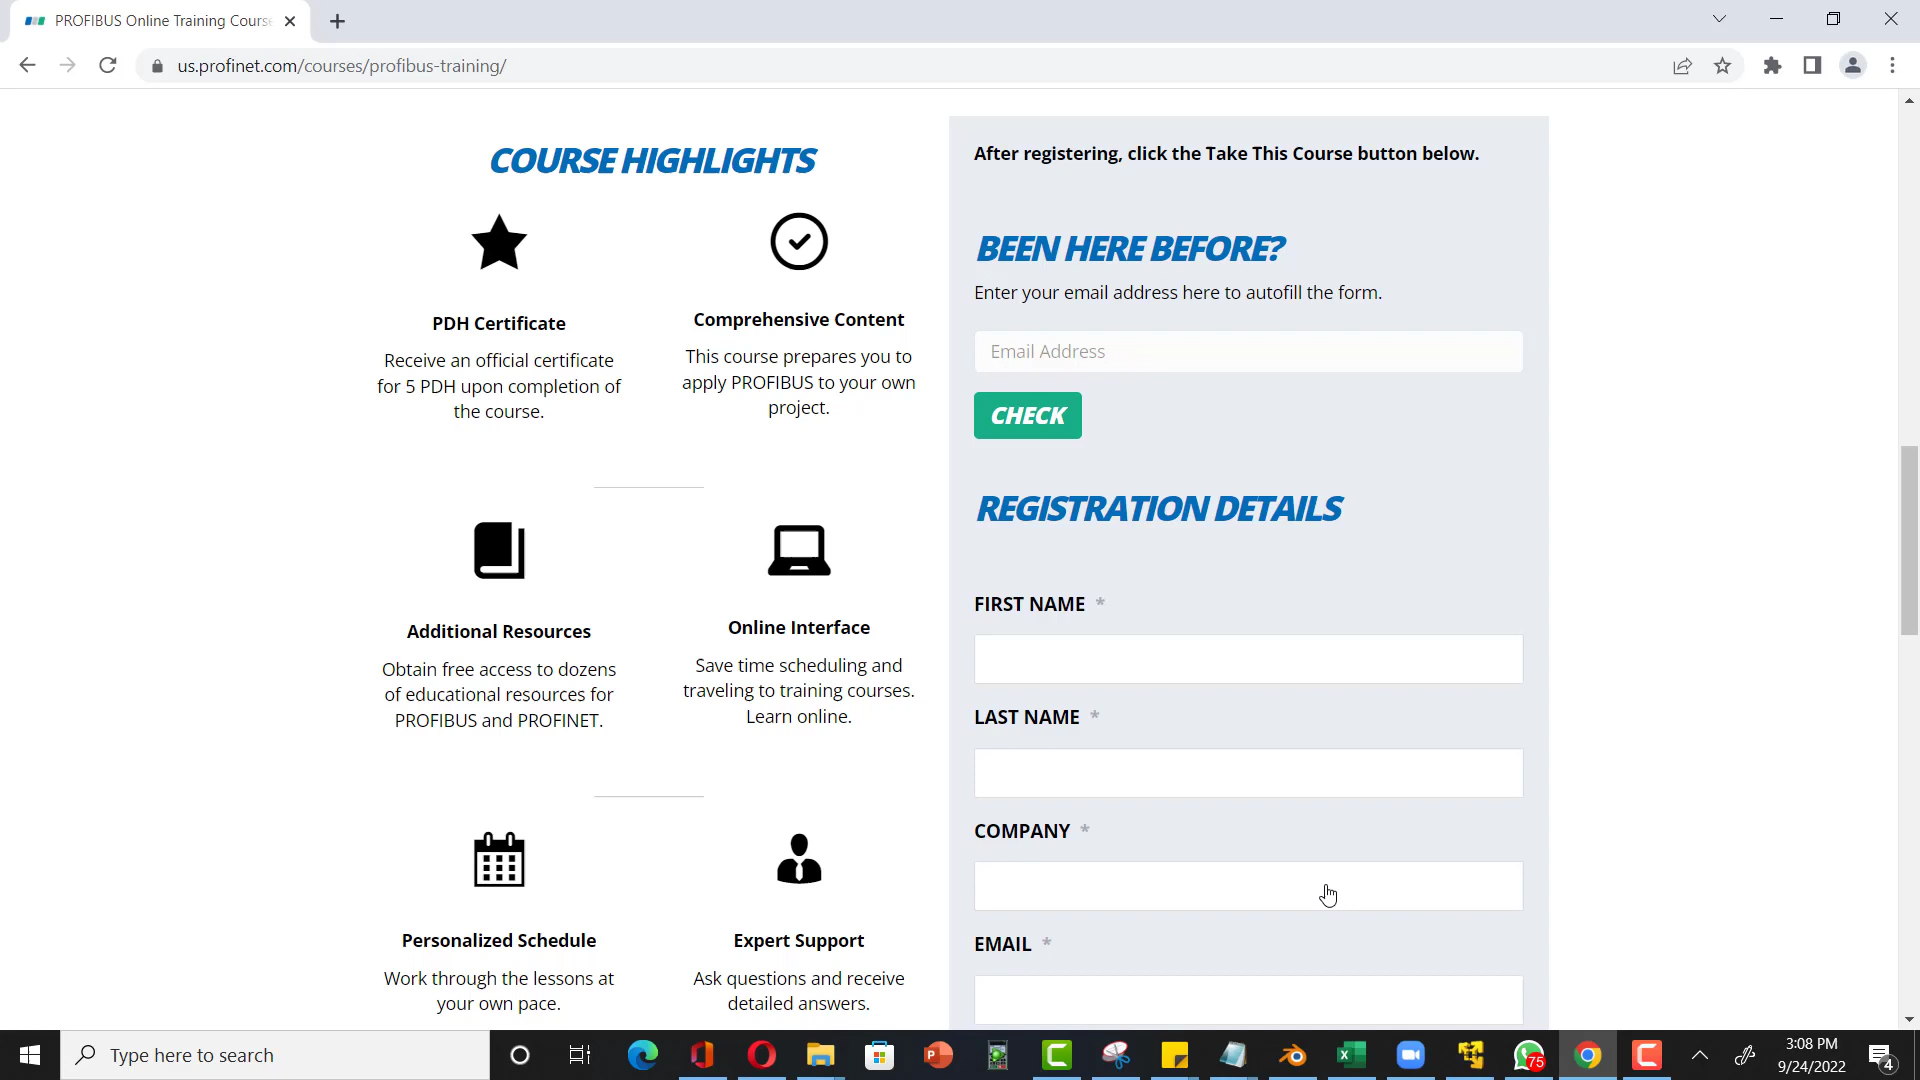 PROFIBUS Online Training Course
us.profinet.com/courses/profibus-training/
COURSE HIGHLIGHTS
PDH Certificate
Receive an official certificate
for 5 PDH upon completion of
the course.
Comprehensive Content
This course prepares you to
apply PROFIBUS to your own
project.
Additional Resources
Obtain free access to dozens
of educational resources for
PROFIBUS and PROFINET.
Online Interface
Save time scheduling and
traveling to training courses.
Learn online.
Personalized Schedule
Work through the lessons at
your own pace.
Expert Support
Ask questions and receive
detailed answers.
After registering, click the Take This Course button below.
BEEN HERE BEFORE?
Enter your email address here to autofill the form.
Email Address
CHECK
REGISTRATION DETAILS
FIRST NAME *
LAST NAME *
COMPANY *
EMAIL *
Type here to search
75
3:08 PM
9/24/2022
4